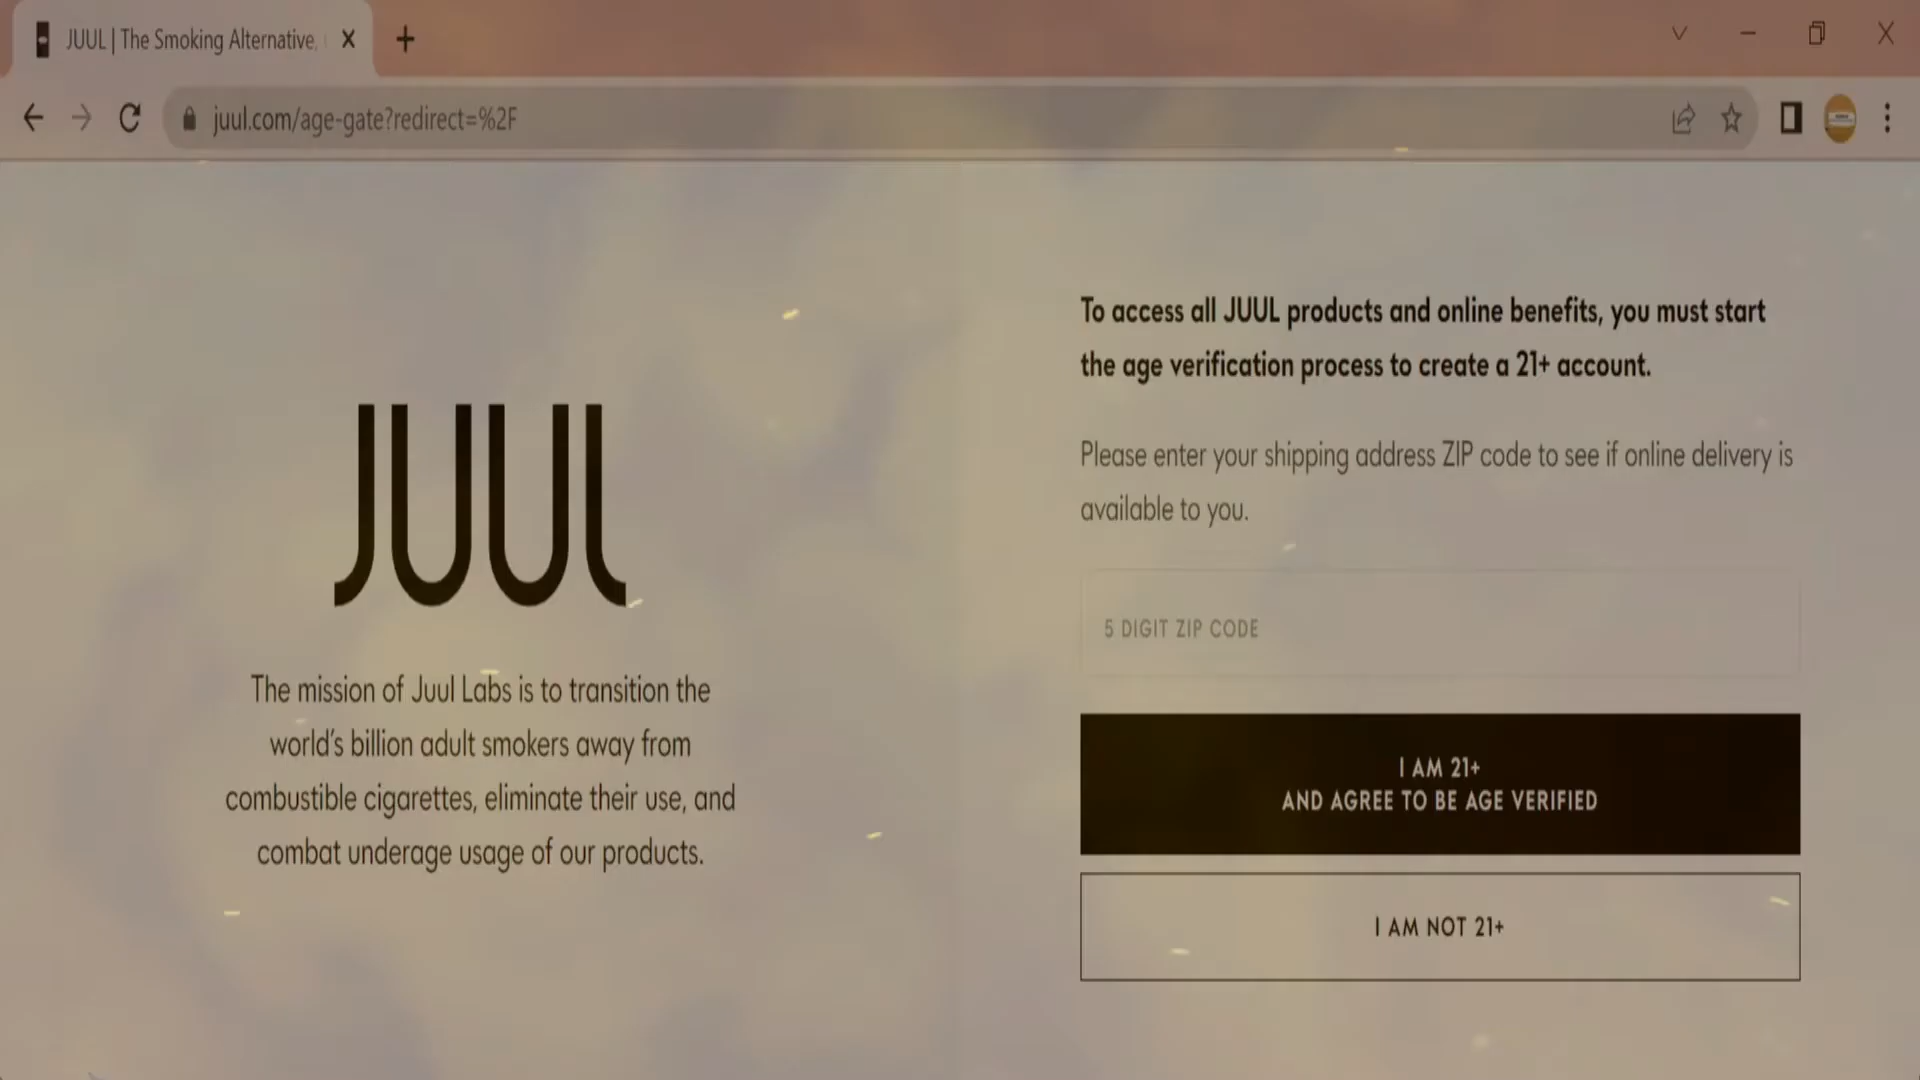 JUUL | The Smoking Alternative,
juul.com/age-gate?redirect=%2F
JUUL
The mission of Juul Labs is to transition the
world's billion adult smokers away from
combustible cigarettes, eliminate their use, and
combat underage usage of our products.
To access all JUUL products and online benefits, you must start
the age verification process to create a 21+ account.
Please enter your shipping address ZIP code to see if online delivery is
available to you.
5 DIGIT ZIP CODE
I AM 21+
AND AGREE TO BE AGE VERIFIED
I AM NOT 21+